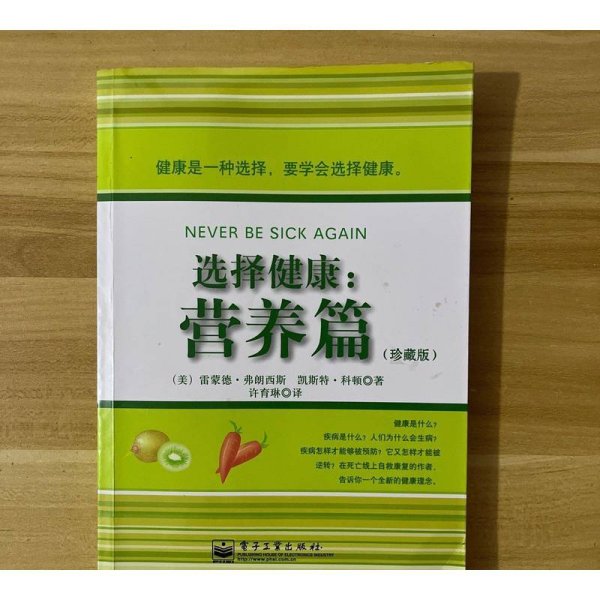 健康是一种选择，要学会选择健康。
NEVER BE SICK AGAIN
选择健康：
营养篇（珍藏版）
（美）雷蒙德·弗朗西斯 凯斯特·科顿◎著
许育琳◎译
健康是什么？
疾病是什么？人们为什么会生病？
疾病怎样才能够被预防？它又怎样才能被
逆转？在死亡线上自救康复的作者，
告诉你一个全新的健康理念。
電子工業出版社·
PUBLISHING HOUSE OF ELECTRONICS INDUSTRY
http://www.phei.com.cn